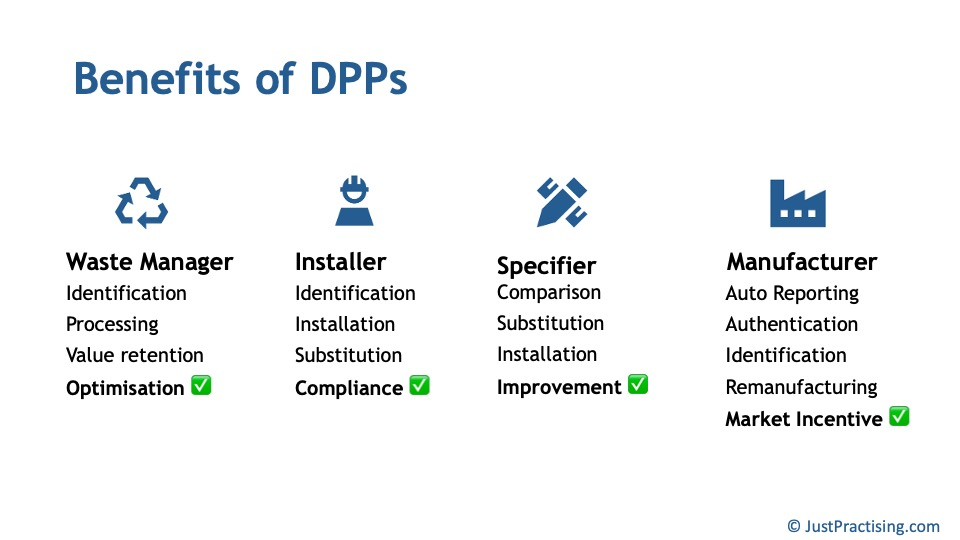 Benefits of DPPs
Waste Manager
Identification
Processing
Value retention
Optimisation ✅
Installer
Identification
Installation
Substitution
Compliance ✅
Specifier
Comparison
Substitution
Installation
Improvement ✅
Manufacturer
Auto Reporting
Authentication
Identification
Remanufacturing
Market Incentive ✅
© JustPractising.com